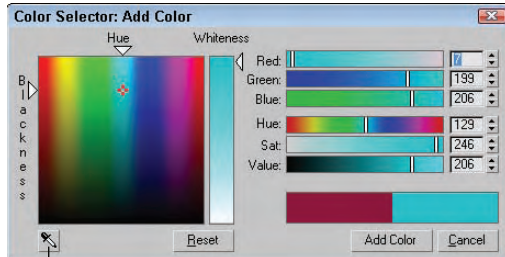 Color Selector: Add Color
Hue
Whiteness
Blackness
Red: 7
Green: 199
Blue: 206
Hue: 129
Sat: 246
Value: 206
Reset
Add Color
Cancel